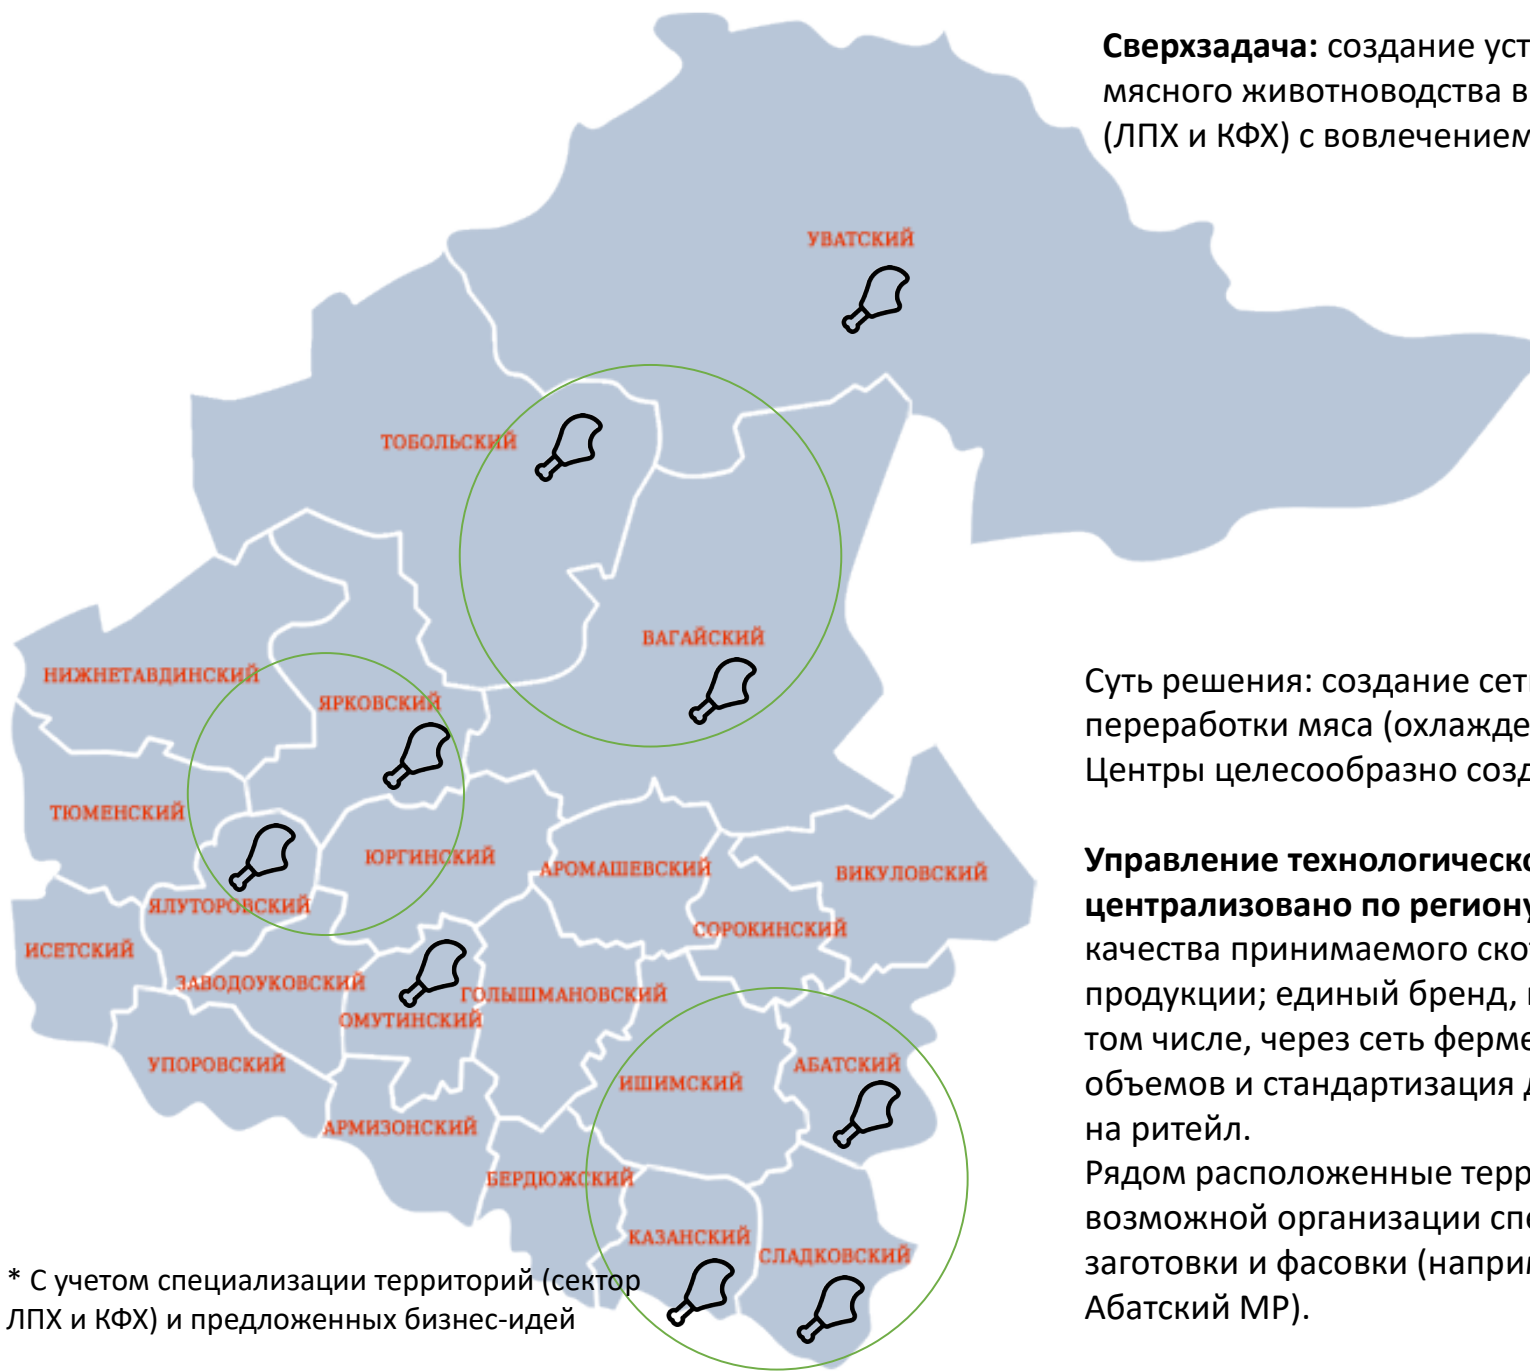 Сверхзадача: создание уст
мясного животноводства в
(ЛПХ и КФХ) с вовлечением
УВАТСКИЙ
ТОБОЛЬСКИЙ
ВАГАЙСКИЙ
НИЖНЕТАВДИНСКИЙ
ЯРКОВСКИЙ
ТЮМЕНСКИЙ
ЮРГИНСКИЙ
АРОМАШЕВСКИЙ
ВИКУЛОВСКИЙ
ЯЛУТОРОВСКИЙ
СОРОКИНСКИЙ
ИСЕТСКИЙ
ЗАВОДОУКОВСКИЙ
ГОЛЫШМАНОВСКИЙ
ОМУТИНСКИЙ
УПОРОВСКИЙ
ИШИМСКИЙ
АБАТСКИЙ
АРМИЗОНСКИЙ
БЕРДЮЖСКИЙ
КАЗАНСКИЙ
СЛАДКОВСКИЙ
Суть решения: создание сет
переработки мяса (охлажде
Центры целесообразно созд
Управление технологическо
централизовано по региону
качества принимаемого ско
продукции; единый бренд,
том числе, через сеть ферме
объемов и стандартизация д
на ритейл.
Рядом расположенные терр
возможной организации спе
заготовки и фасовки (наприм
Абатский МР).
* С учетом специализации территорий (сектор
ЛПХ и КФХ) и предложенных бизнес-идей